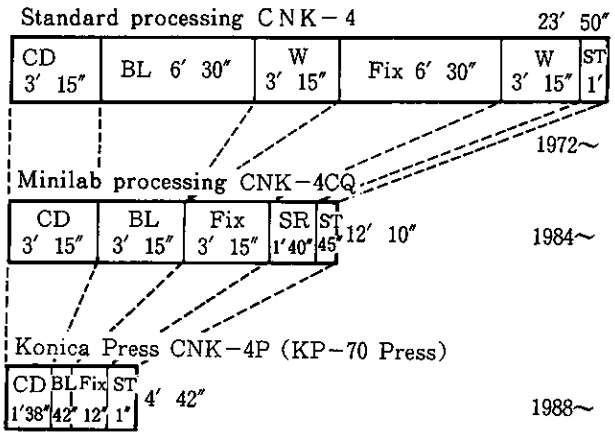 Standard processing CNK-4 23′ 50″
CD BL 6′ 30″ W Fix 6′ 30″ W ST
3′ 15″ 3′ 15″ 3′ 15″ 1′
1972~
Minilab processing CNK-4CQ
CD BL Fix SR ST 12′ 10″
3′ 15″ 3′ 15″ 3′ 15″ 1′40″ 45″ 1984~
Konica Press CNK-4P (KP-70 Press)
CD BL Fix ST 4′ 42″
1′38″ 42″ 12″ 1″ 1988~